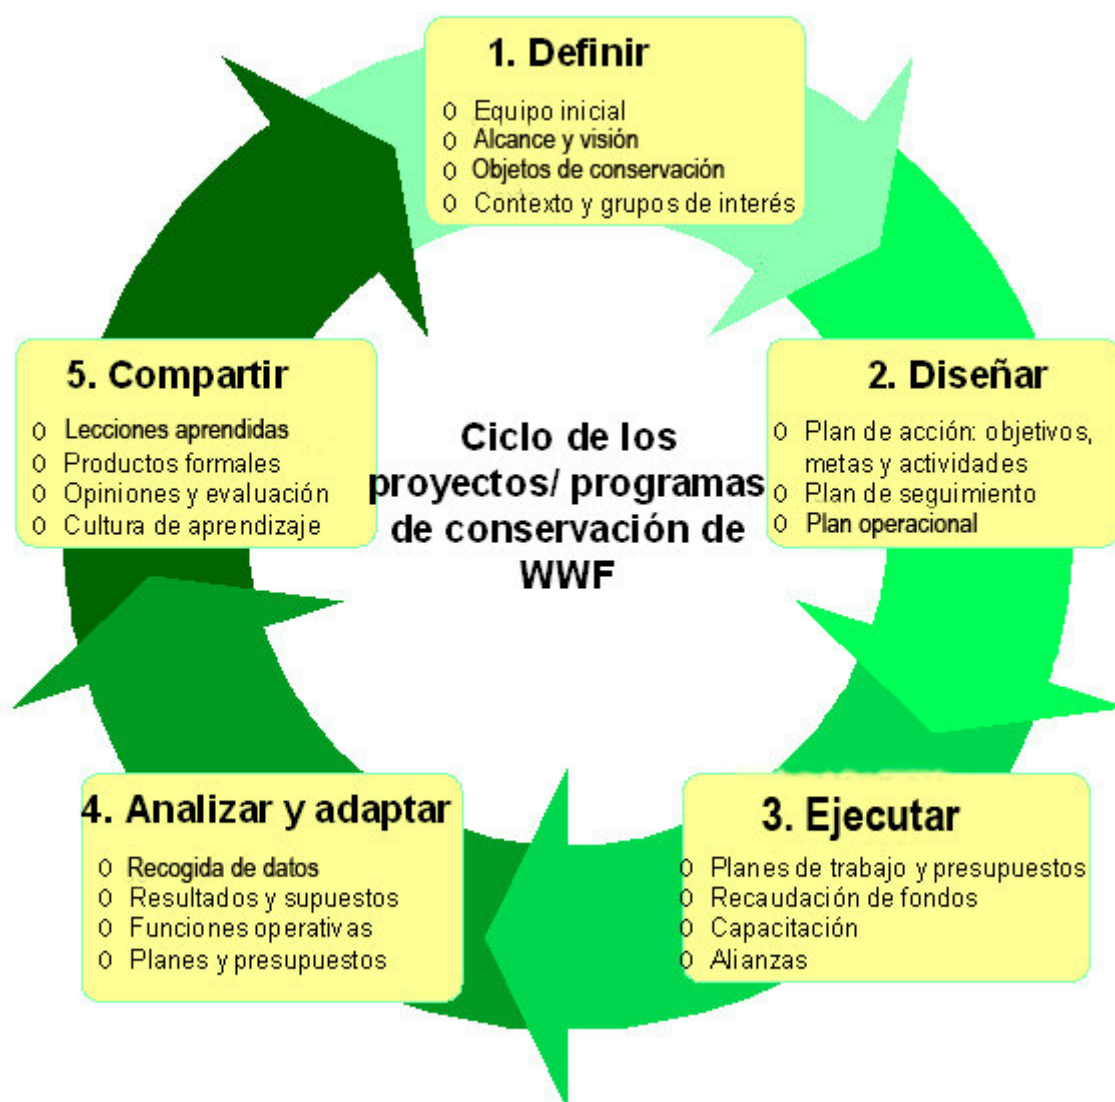 1. Definir
o Equipo inicial
o Alcance y visión
o Objetos de conservación
o Contexto y grupos de interés
2. Diseñar
o Plan de acción: objetivos,
metas y actividades
o Plan de seguimiento
o Plan operacional
3. Ejecutar
o Planes de trabajo y presupuestos
o Recaudación de fondos
o Capacitación
o Alianzas
4. Analizar y adaptar
o Recogida de datos
o Resultados y supuestos
o Funciones operativas
o Planes y presupuestos
5. Compartir
o Lecciones aprendidas
o Productos formales
o Opiniones y evaluación
o Cultura de aprendizaje
Ciclo de los
proyectos/ programas
de conservación de
WWF